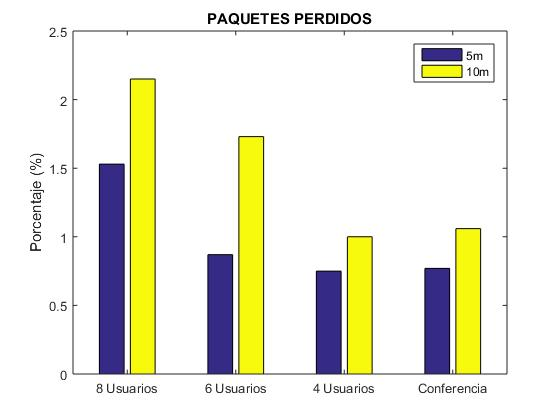 PAQUETES PERDIDOS
5m
10m
Porcentaje (%)
2.5
2
1.5
1
0.5
0
8 Usuarios
6 Usuarios
4 Usuarios
Conferencia